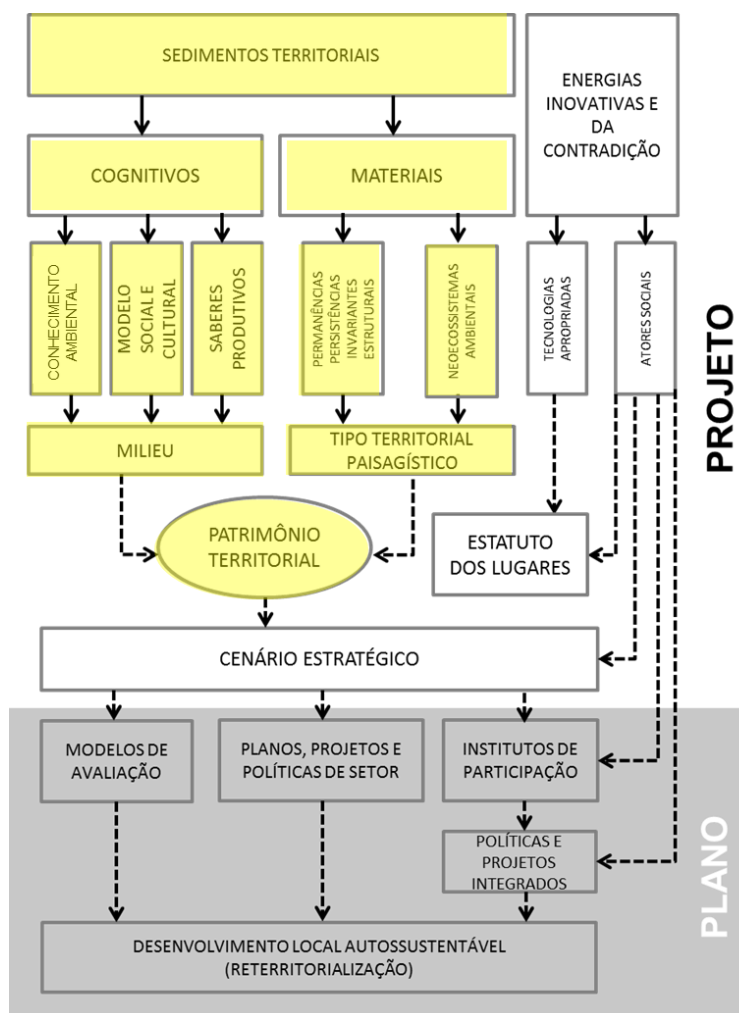 SEDIMENTOS TERRITORIAIS
ENERGIAS
INOVATIVAS E
DA
CONTRADIÇÃO
COGNITIVOS
MATERIAIS
CONHECIMENTO
AMBIENTAL
MODELO
SOCIAL E
CULTURAL
SABERES
PRODUTIVOS
PERMANÊNCIAS
PERSISTÊNCIAS
INVARIANTES
ESTRUTURAIS
NEOECOSSISTEMAS
AMBIENTAIS
TECNOLOGIAS
APROPRIADAS
ATORES SOCIAIS
PROJETO
MILIEU
TIPO TERRITORIAL
PAISAGÍSTICO
PATRIMÔNIO
TERRITORIAL
ESTATUTO
DOS LUGARES
CENÁRIO ESTRATÉGICO
MODELOS DE
AVALIAÇÃO
PLANOS, PROJETOS E
POLÍTICAS DE SETOR
INSTITUTOS DE
PARTICIPAÇÃO
POLÍTICAS E
PROJETOS
INTEGRADOS
PLANO
DESENVOLVIMENTO LOCAL AUTOSSUSTENTÁVEL
(RETERRITORIALIZAÇÃO)